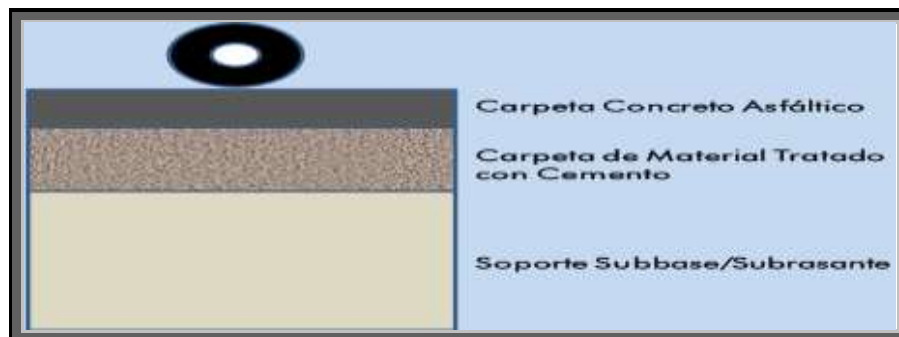 Carpeta Concreto Asfáltico
Carpeta de Material Tratado
con Cemento
Soporte Subbase/Subrasante